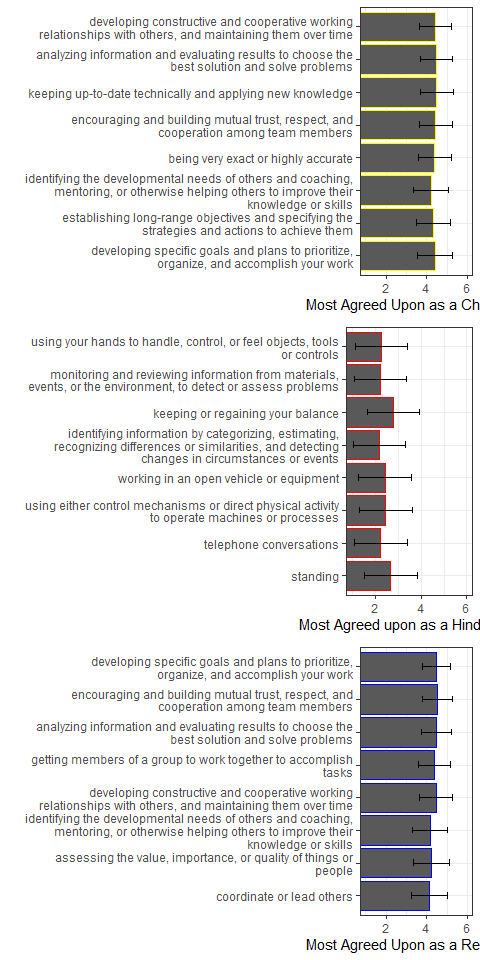 developing constructive and cooperative working
relationships with others, and maintaining them over time
analyzing information and evaluating results to choose the
best solution and solve problems
keeping up-to-date technically and applying new knowledge
encouraging and building mutual trust, respect, and
cooperation among team members
being very exact or highly accurate
identifying the developmental needs of others and coaching,
mentoring, or otherwise helping others to improve their
knowledge or skills
establishing long-range objectives and specifying the
strategies and actions to achieve them
developing specific goals and plans to prioritize,
organize, and accomplish your work
2 4 6
Most Agreed Upon as a Ch
using your hands to handle, control, or feel objects, tools
or controls
monitoring and reviewing information from materials,
events, or the environment, to detect or assess problems
keeping or regaining your balance
identifying information by categorizing, estimating,
recognizing differences or similarities, and detecting
changes in circumstances or events
working in an open vehicle or equipment
using either control mechanisms or direct physical activity
to operate machines or processes
telephone conversations
standing
2 4 6
Most Agreed upon as a Hind
developing specific goals and plans to prioritize,
organize, and accomplish your work
encouraging and building mutual trust, respect, and
cooperation among team members
analyzing information and evaluating results to choose the
best solution and solve problems
getting members of a group to work together to accomplish
tasks
developing constructive and cooperative working
relationships with others, and maintaining them over time
identifying the developmental needs of others and coaching,
mentoring, or otherwise helping others to improve their
knowledge or skills
assessing the value, importance, or quality of things or
people
coordinate or lead others
2 4 6
Most Agreed Upon as a Re